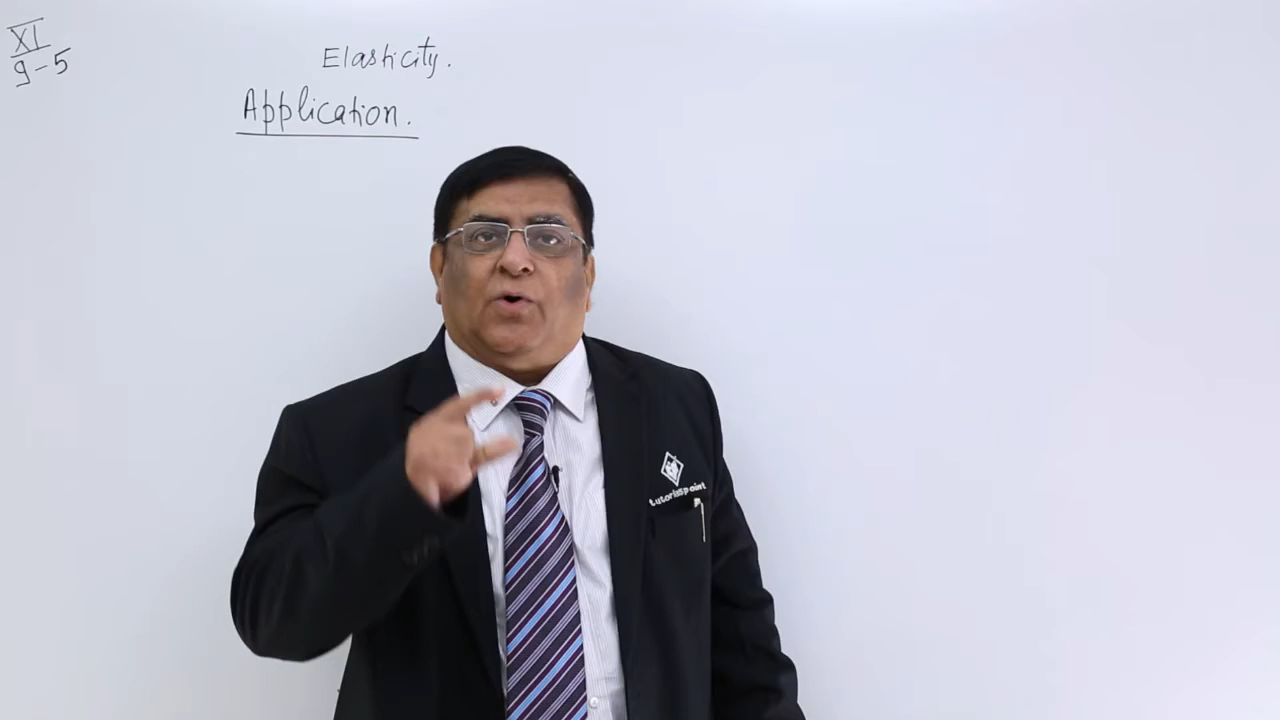 XI
9-5
Elasticity.
Application.
tutorialspoint